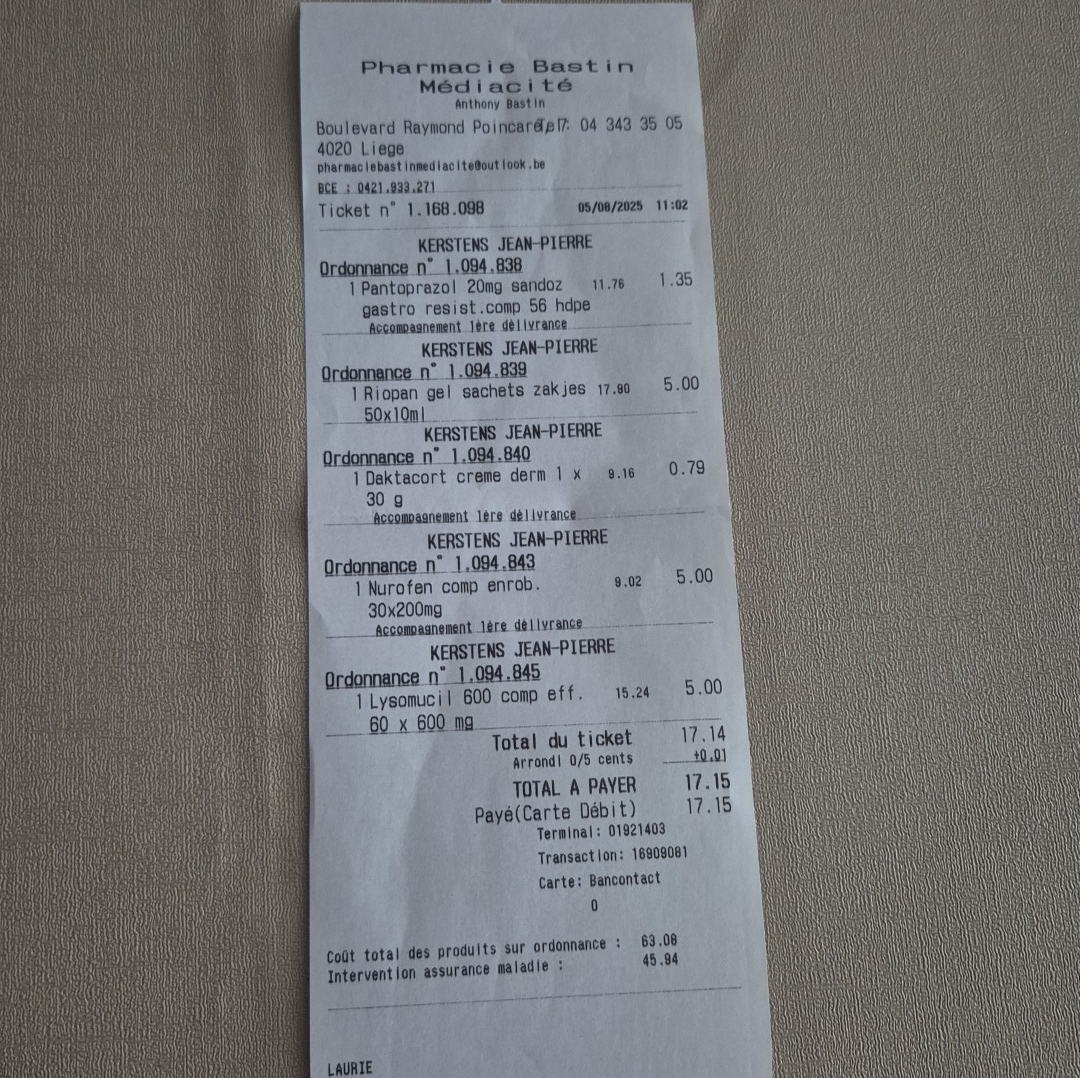 Pharmacie Bastin
Médiacité
Anthony Bastin
Boulevard Raymond Poincaré 04 343 35 05
4020 Liege
pharmaciebastinmediacite@outlook.be
BCE : 0421.933.271
Ticket n° 1.168.098 05/08/2025 11:02
KERSTENS JEAN-PIERRE
Ordonnance n° 1.094.838
1 Pantoprazol 20mg sandoz 11.76 1.35
gastro resist.comp 56 hdpe
Accompagnement 1ère délivrance
KERSTENS JEAN-PIERRE
Ordonnance n° 1.094.839
1 Riopan gel sachets zakjes 17.90 5.00
50x10ml
KERSTENS JEAN-PIERRE
Ordonnance n° 1.094.840
1 Daktacort creme derm 1 x 9.16 0.79
30 g
Accompagnement 1ère délivrance
KERSTENS JEAN-PIERRE
Ordonnance n° 1.094.843
1 Nurofen comp enrob. 9.02 5.00
30x200mg
Accompagnement 1ère délivrance
KERSTENS JEAN-PIERRE
Ordonnance n° 1.094.845
1 Lysomucil 600 comp eff. 15.24 5.00
60 x 600 mg
Total du ticket 17.14
Arrondi 0/5 cents +0.01
TOTAL A PAYER 17.15
Payé(Carte Débit) 17.15
Terminal: 01921403
Transaction: 16909081
Carte: Bancontact
0
Coût total des produits sur ordonnance : 63.08
Intervention assurance maladie : 45.94
LAURIE